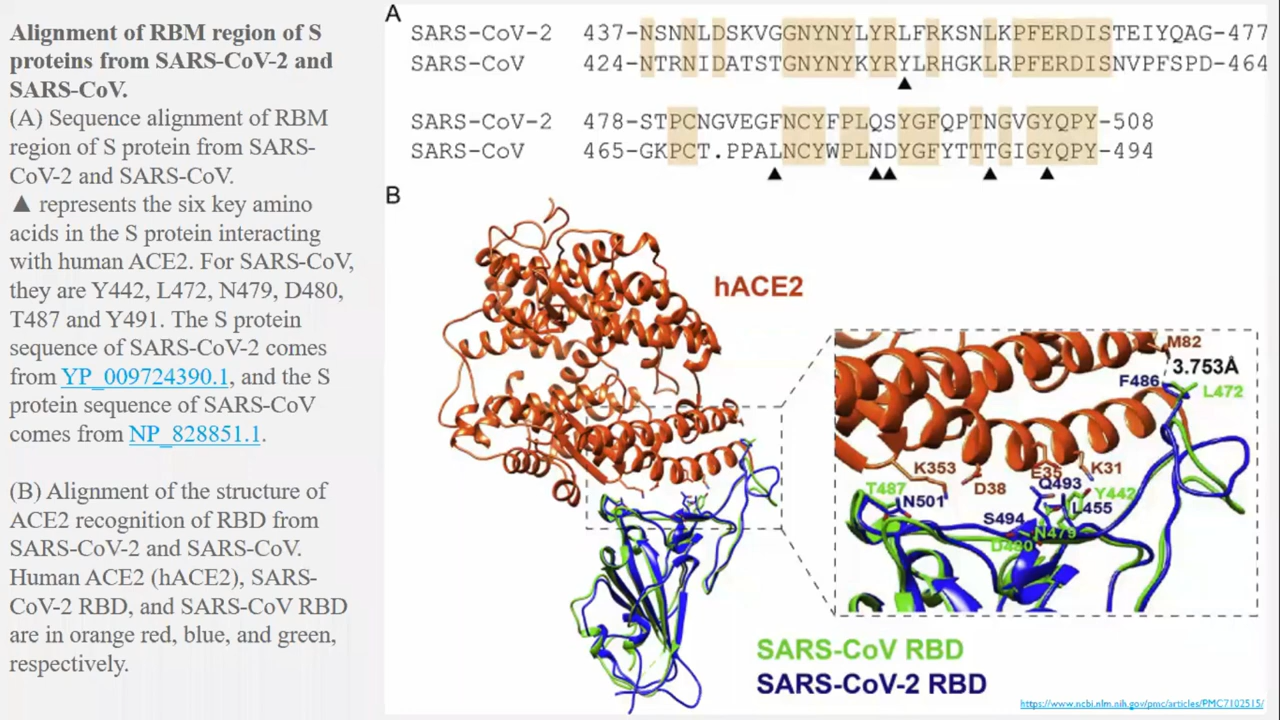 Alignment of RBM region of S
proteins from SARS-CoV-2 and
SARS-CoV.
(A) Sequence alignment of RBM
region of S protein from SARS-
CoV-2 and SARS-CoV.
▲ represents the six key amino
acids in the S protein interacting
with human ACE2. For SARS-CoV,
they are Y442, L472, N479, D480,
T487 and Y491. The S protein
sequence of SARS-CoV-2 comes
from YP_009724390.1, and the S
protein sequence of SARS-CoV
comes from NP_828851.1.
(B) Alignment of the structure of
ACE2 recognition of RBD from
SARS-CoV-2 and SARS-CoV.
Human ACE2 (hACE2), SARS-
CoV-2 RBD, and SARS-CoV RBD
are in orange red, blue, and green,
respectively.
A
SARS-CoV-2 437-NSNNLDSKVGGNYNYLYRLFRKSNLKPFERDISTEIYQAG-477
SARS-CoV 424-NTRNIDATSTGNYNYKYRYLRHGKLRPFERDISNVPFSPD-464
▲
SARS-CoV-2 478-STPCNGVEGFNCYFPLQSYGFQPTNGVGYQPY-508
SARS-CoV 465-GKPCT.PPALNCYWPLNDYGFYTTTGIGYQPY-494
▲ ▲▲ ▲ ▲
B
hACE2
M82
3.753Å
F486
L472
K353
D38
E35
K31
Q493
Y442
T487
N501
L455
S494
N479
D480
SARS-CoV RBD
SARS-CoV-2 RBD
https://www.ncbi.nlm.nih.gov/pmc/articles/PMC7102515/